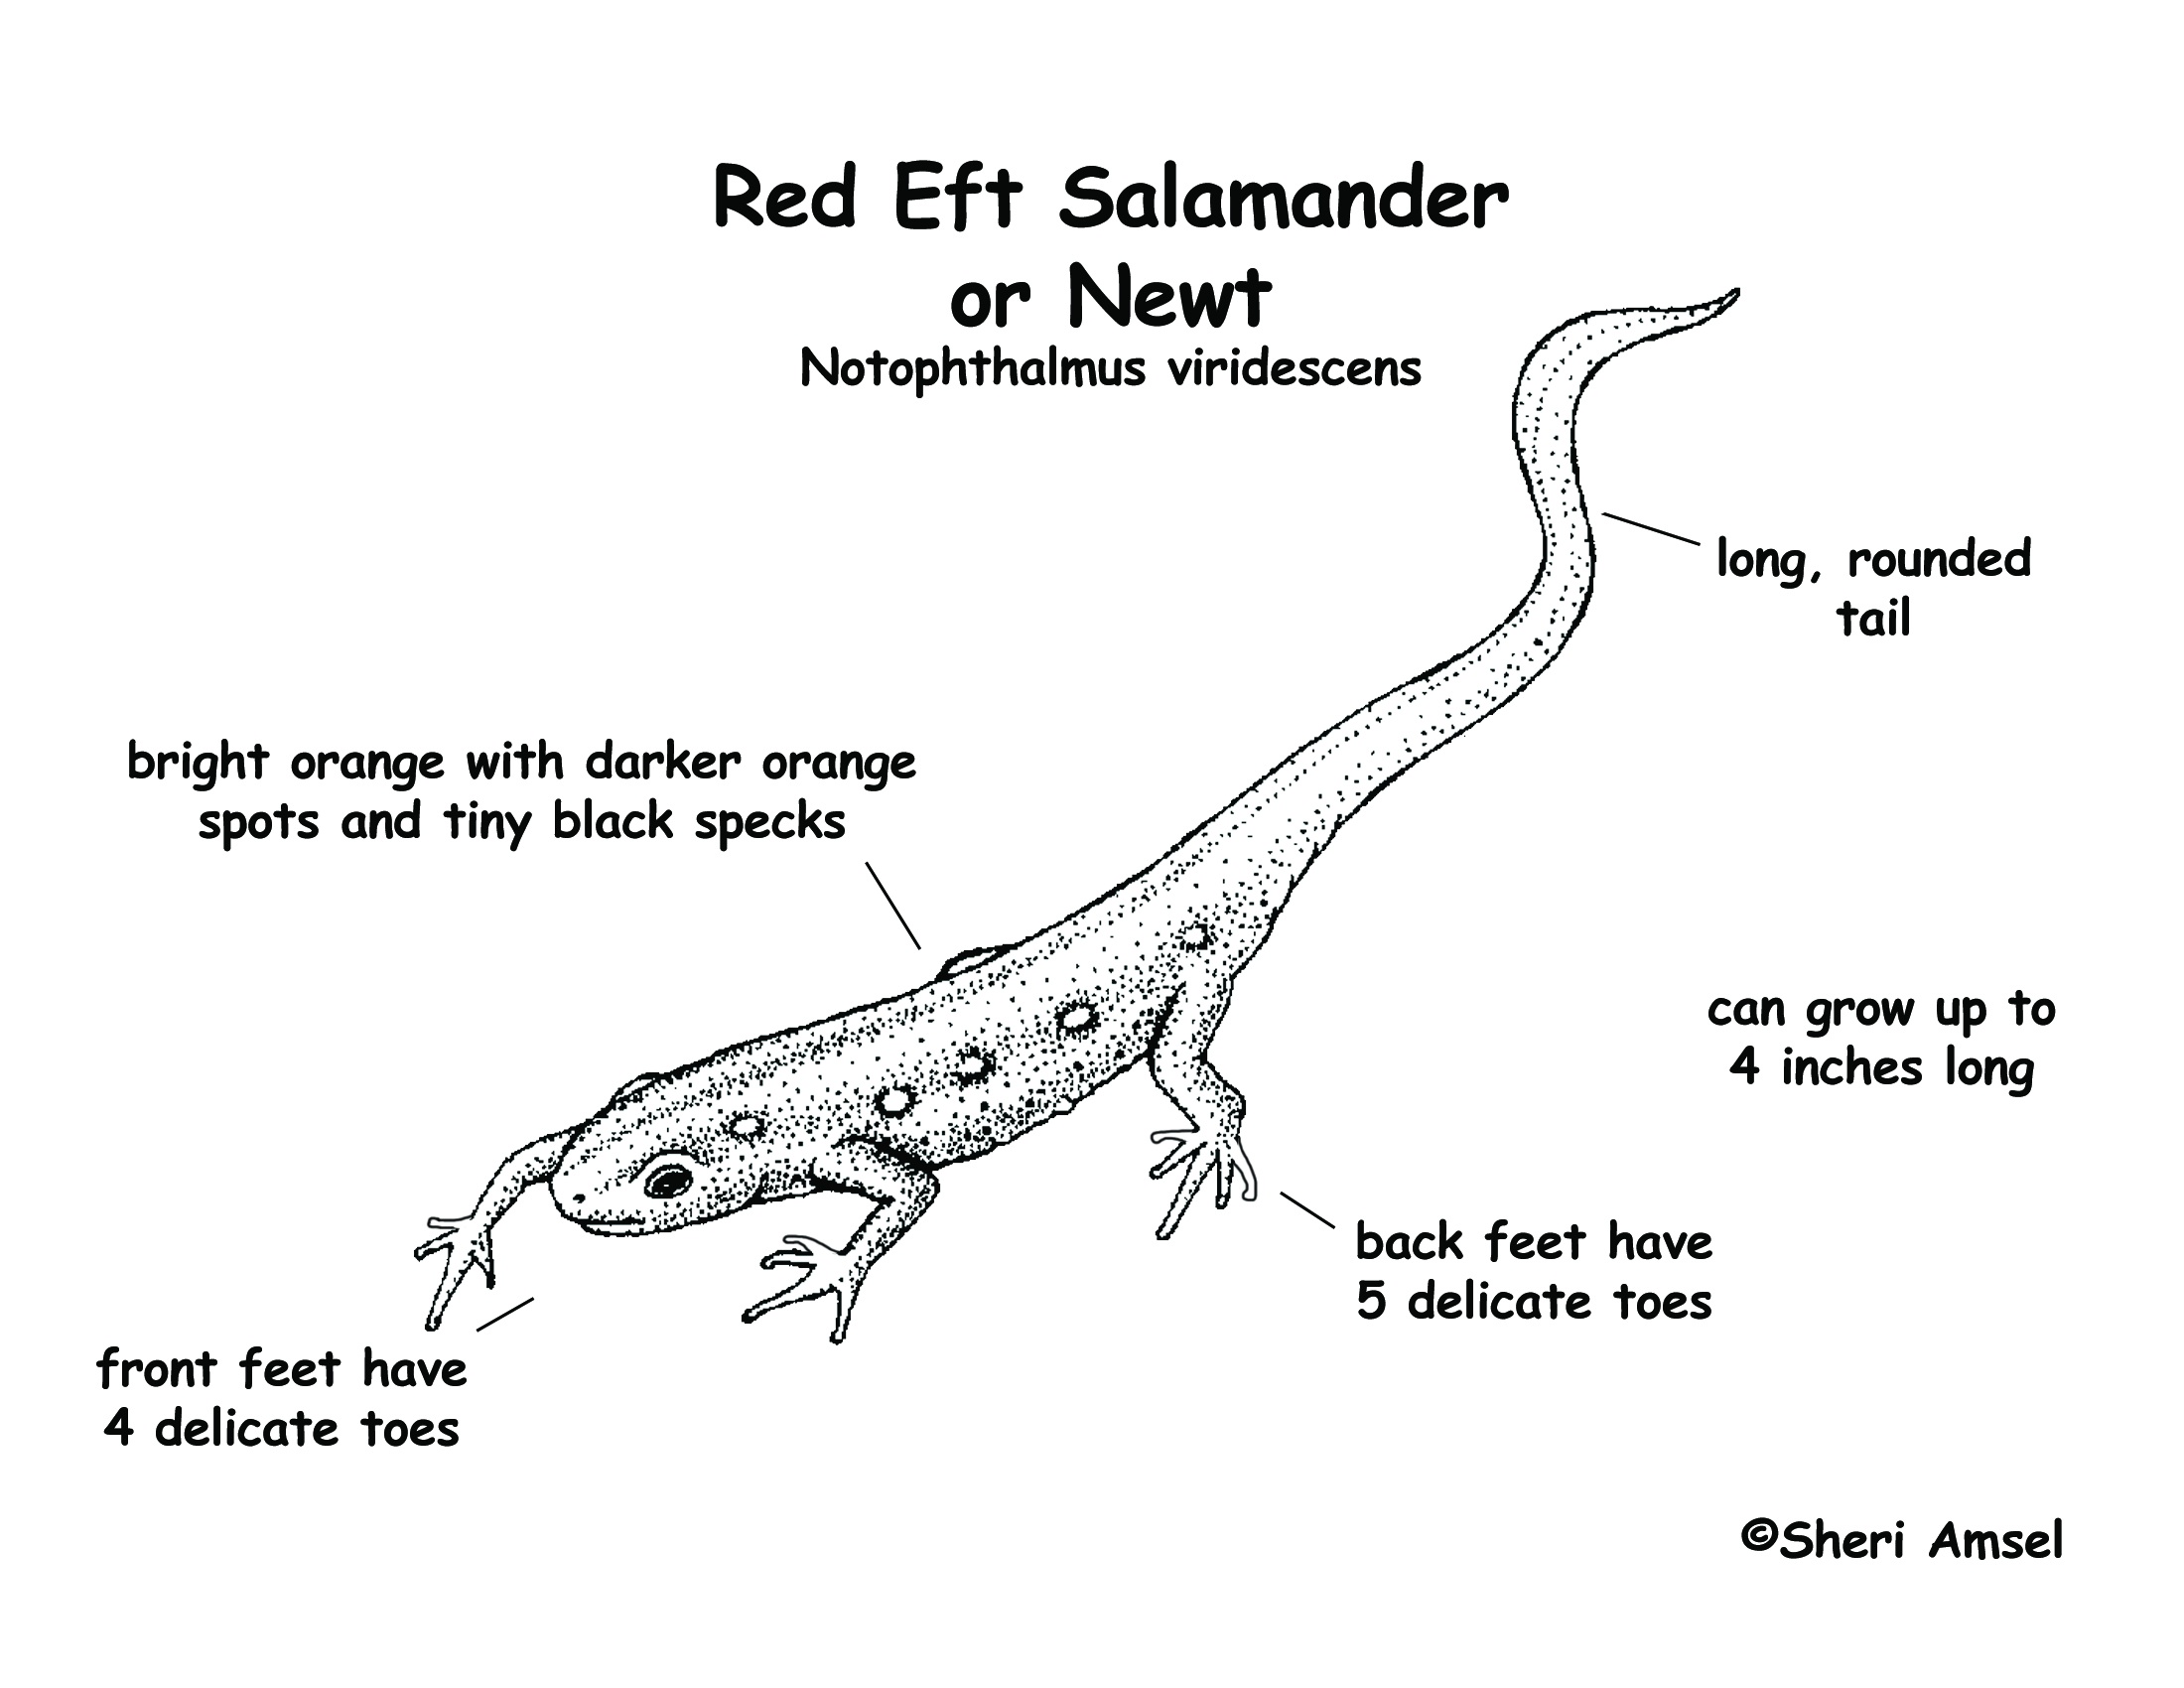 Red Eft Salamander
or Newt
Notophthalmus viridescens
long, rounded
tail
bright orange with darker orange
spots and tiny black specks
can grow up to
4 inches long
back feet have
5 delicate toes
front feet have
4 delicate toes
©Sheri Amsel